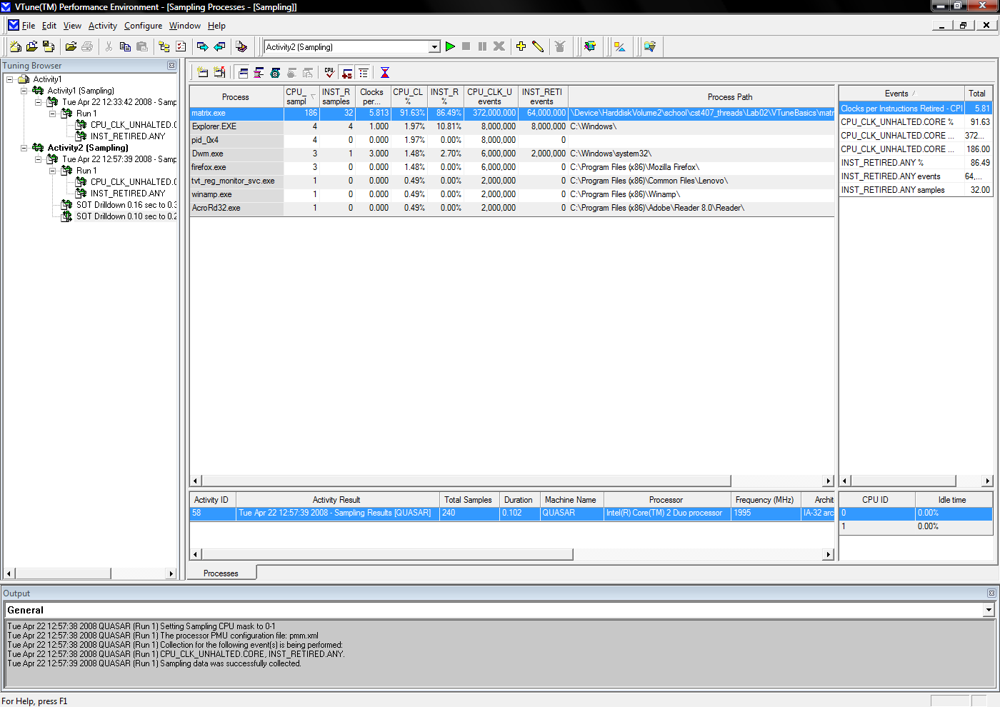 VTune(TM) Performance Environment - [Sampling Processes - [Sampling]]
File Edit View Activity Configure Window Help
Activity2 (Sampling)
Tuning Browser
Activity1
Activity1 (Sampling)
Tue Apr 22 12:33:42 2008 - Samp
Run 1
CPU_CLK_UNHALTED.C
INST_RETIRED.ANY
Activity2 (Sampling)
Tue Apr 22 12:57:39 2008 - Samp
Run 1
CPU_CLK_UNHALTED.C
INST_RETIRED.ANY
SOT Drilldown 0.16 sec to 0.3
SOT Drilldown 0.10 sec to 0.2
CPU
Process CPU_ sampl INST_R samples Clocks per... CPU_CL % INST_R % CPU_CLK_U events INST_RETI events Process Path
matrix.exe 186 32 5.813 91.63% 86.49% 372,000,000 64,000,000 \Device\HarddiskVolume2\school\cst407_threads\Lab02\VTuneBasics\matr
Explorer.EXE 4 4 1.000 1.97% 10.81% 8,000,000 8,000,000 C:\Windows\
pid_0x4 4 0 0.000 1.97% 0.00% 8,000,000 0
Dwm.exe 3 1 3.000 1.48% 2.70% 6,000,000 2,000,000 C:\Windows\system32\
firefox.exe 3 0 0.000 1.48% 0.00% 6,000,000 0 C:\Program Files (x86)\Mozilla Firefox\
tvt_reg_monitor_svc.exe 1 0 0.000 0.49% 0.00% 2,000,000 0 C:\Program Files (x86)\Common Files\Lenovo\
winamp.exe 1 0 0.000 0.49% 0.00% 2,000,000 0 C:\Program Files (x86)\Winamp\
AcroRd32.exe 1 0 0.000 0.49% 0.00% 2,000,000 0 C:\Program Files (x86)\Adobe\Reader 8.0\Reader\
Events Total
Clocks per Instructions Retired - CPI 5.81
CPU_CLK_UNHALTED.CORE % 91.63
CPU_CLK_UNHALTED.CORE ... 372...
CPU_CLK_UNHALTED.CORE ... 186.00
INST_RETIRED.ANY % 86.49
INST_RETIRED.ANY events 64,...
INST_RETIRED.ANY samples 32.00
Activity ID Activity Result Total Samples Duration Machine Name Processor Frequency (MHz) Archit
58 Tue Apr 22 12:57:39 2008 - Sampling Results [QUASAR] 240 0.102 QUASAR Intel(R) Core(TM) 2 Duo processor 1995 IA-32 arc
CPU ID Idle time
0 0.00%
1 0.00%
Processes
Output
General
Tue Apr 22 12:57:38 2008 QUASAR (Run 1) Setting Sampling CPU mask to 0-1
Tue Apr 22 12:57:38 2008 QUASAR (Run 1) The processor PMU configuration file: pmm.xml
Tue Apr 22 12:57:38 2008 QUASAR (Run 1) Collection for the following event(s) is being performed:
Tue Apr 22 12:57:38 2008 QUASAR (Run 1) CPU_CLK_UNHALTED.CORE, INST_RETIRED.ANY.
Tue Apr 22 12:57:39 2008 QUASAR (Run 1) Sampling data was successfully collected.
For Help, press F1